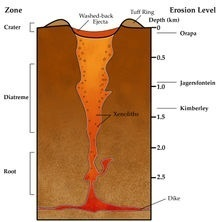 Zone
Erosion Level
Tuff Ring
Washed-back
Ejecta
Depth (km)
Crater
0
Orapa
0.5
Jagersfontein
1.0
Diatreme
Kimberley
Xenoliths
1.5
2.0
Root
2.5
Dike